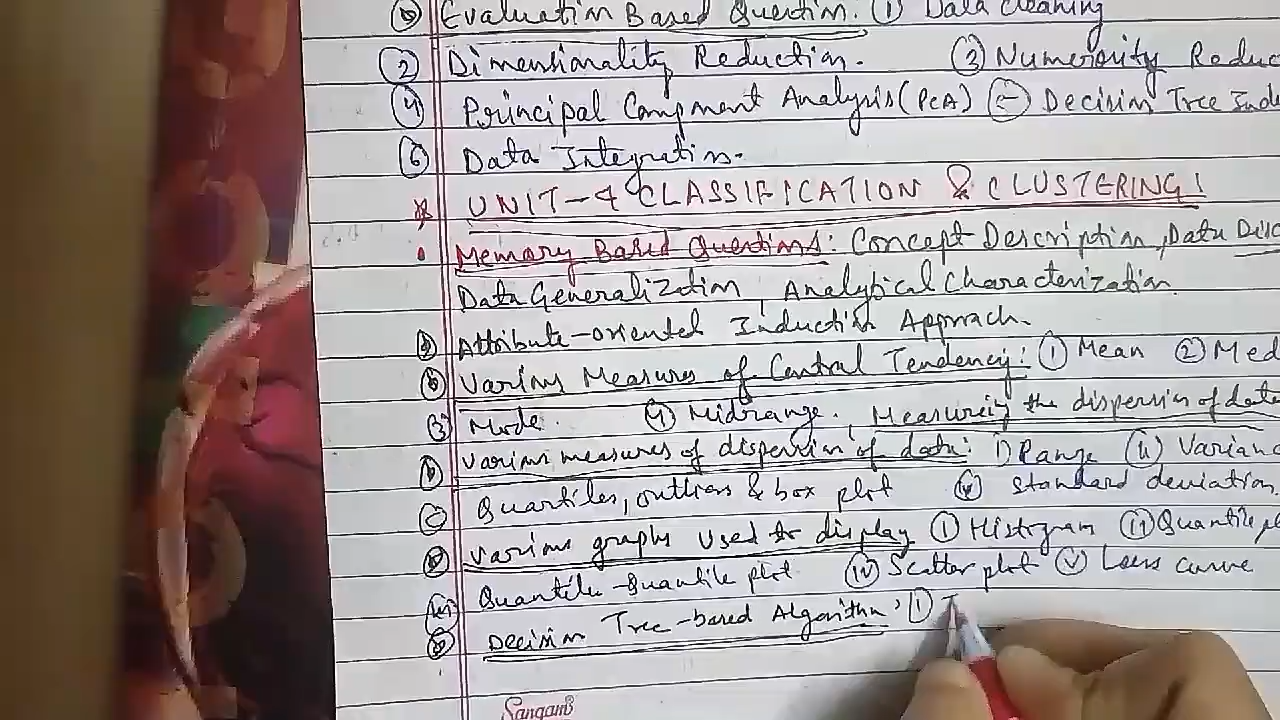 Evaluation Based Question: ① Data Cleaning
② Dimensionality Reduction. ③ Numerosity Reduc
④ Principal Component Analysis (PCA) Decision Tree Ind
⑥ Data Integration.
* UNIT-4 CLASSIFICATION & CLUSTERING!
• Memory Based Questions: Concept Description, Data Disc
Data Generalization, Analytical Characterization.
Attribute-oriented Induction Approach.
Various Measures of Central Tendency: ① Mean ② Med
③ Mode. ④ Midrange. Measuring the dispersion of data
Various measures of dispersion of data: i) Range (ii) Varianc
Quartiles, outliers & box plot standard deviation.
Various graphs used to display ① Histogram (ii) Quantile pl
(iii) Quantile-Quantile plot (iv) Scatter plot (v) Loess curve
Decision Tree-based Algorithm: ①
Sangam